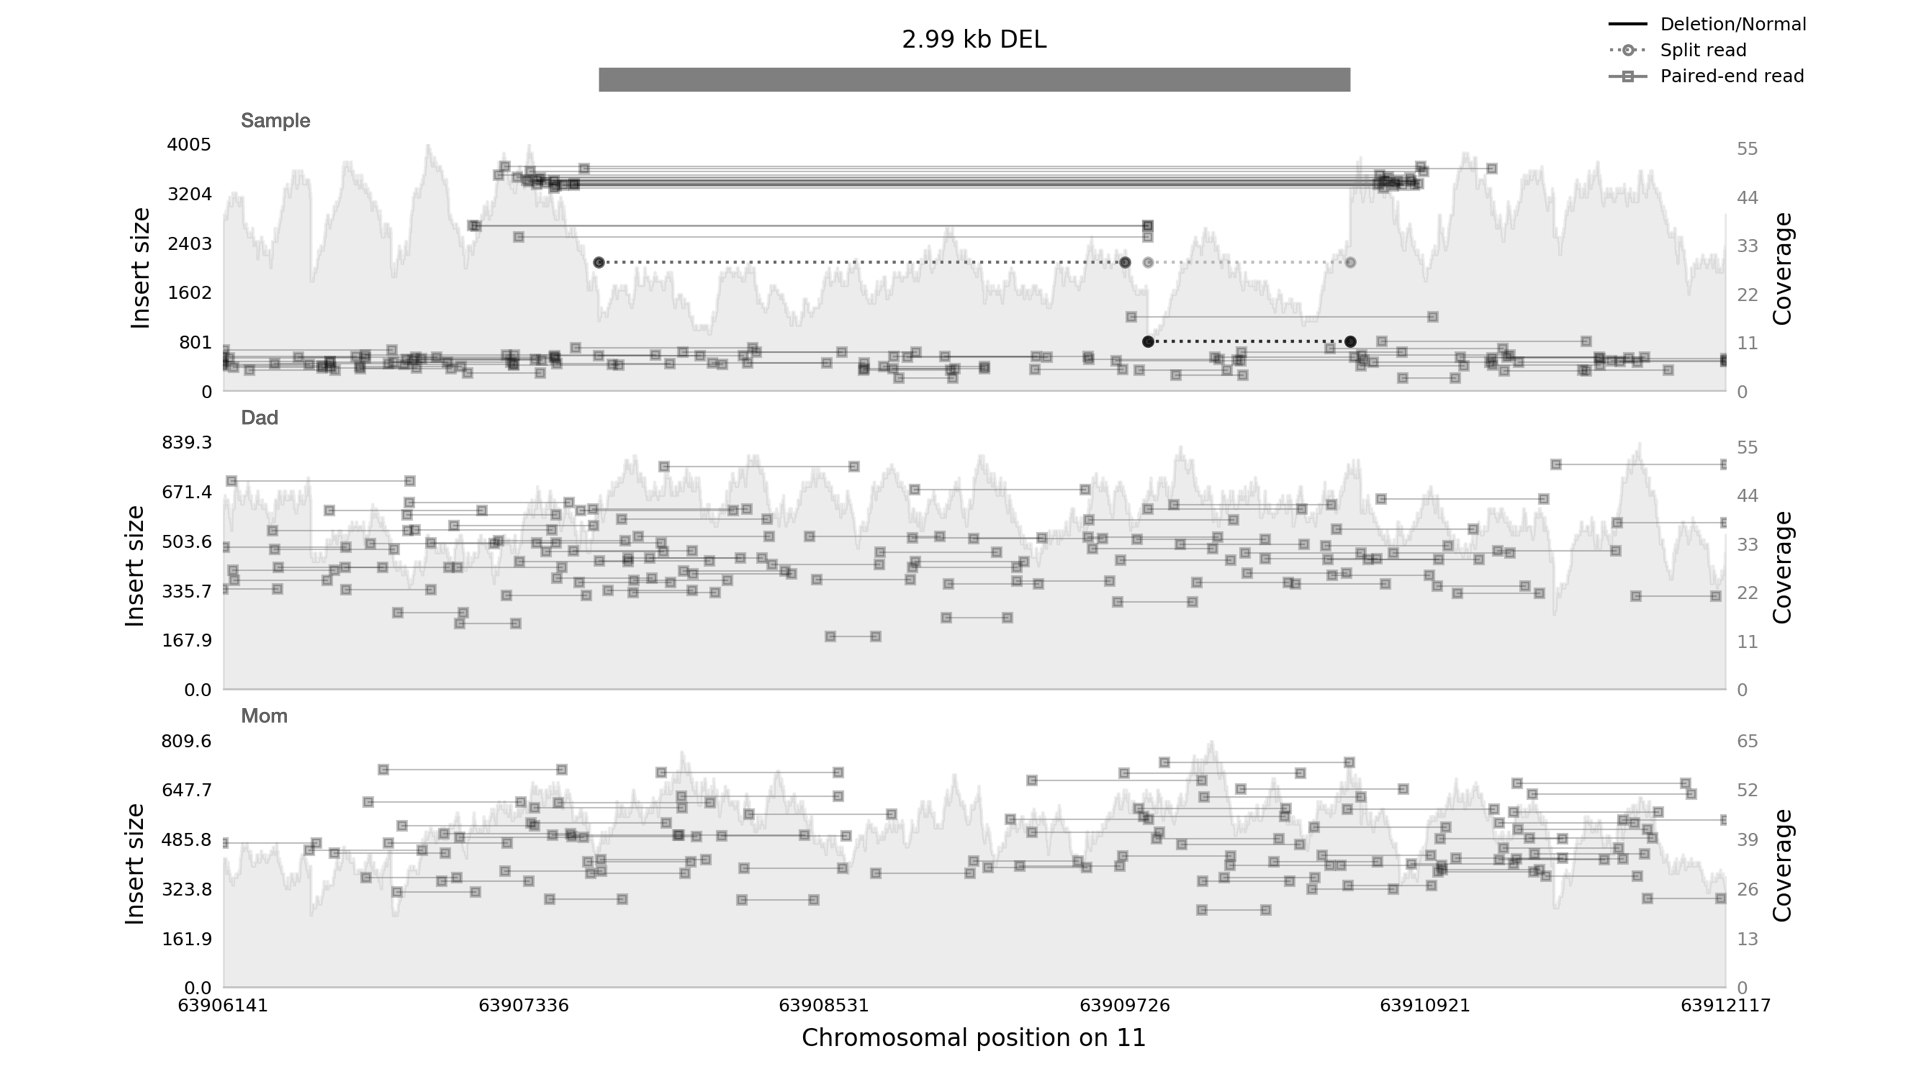 2.99 kb DEL
Deletion/Normal
Split read
Paired-end read
Sample
4005
3204
2403
1602
801
0
Insert size
55
44
33
22
11
0
Coverage
Dad
839.3
671.4
503.6
335.7
167.9
0.0
Insert size
55
44
33
22
11
0
Coverage
Mom
809.6
647.7
485.8
323.8
161.9
0.0
Insert size
65
52
39
26
13
0
Coverage
63906141 63907336 63908531 63909726 63910921 63912117
Chromosomal position on 11